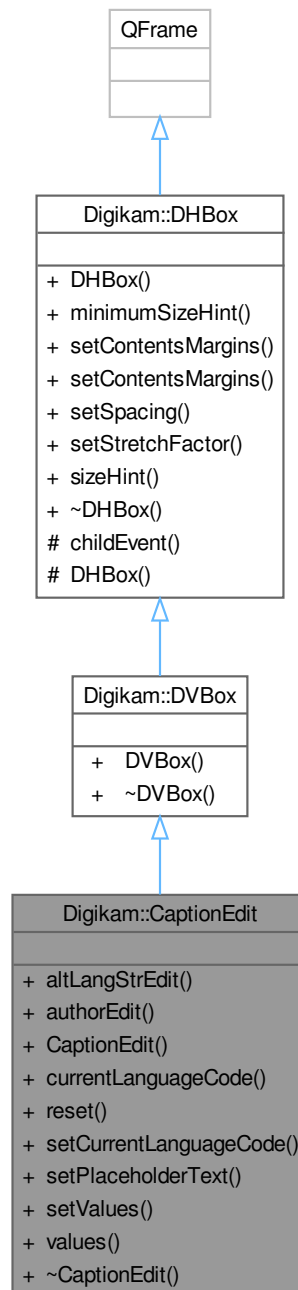 QFrame
Digikam::DHBox
+ DHBox()
+ minimumSizeHint()
+ setContentsMargins()
+ setContentsMargins()
+ setSpacing()
+ setStretchFactor()
+ sizeHint()
+ ~DHBox()
# childEvent()
# DHBox()
Digikam::DVBox
+ DVBox()
+ ~DVBox()
Digikam::CaptionEdit
+ altLangStrEdit()
+ authorEdit()
+ CaptionEdit()
+ currentLanguageCode()
+ reset()
+ setCurrentLanguageCode()
+ setPlaceholderText()
+ setValues()
+ values()
+ ~CaptionEdit()